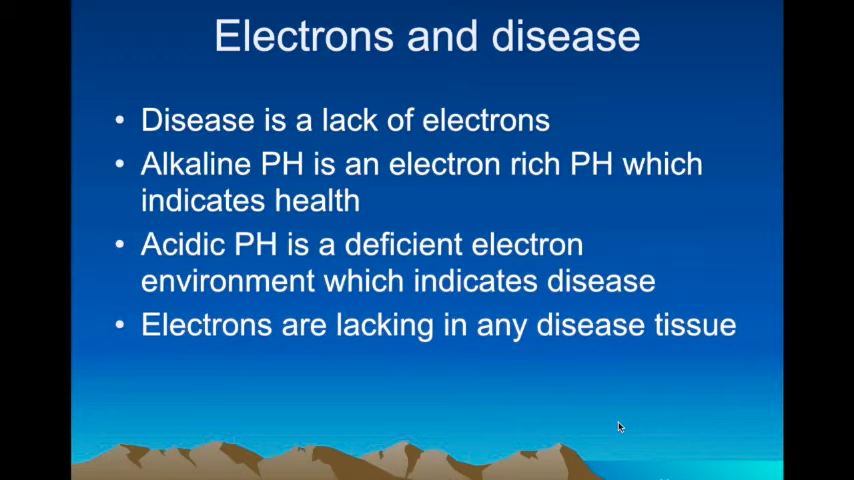 Electrons and disease
• Disease is a lack of electrons
• Alkaline PH is an electron rich PH which
indicates health
• Acidic PH is a deficient electron
environment which indicates disease
• Electrons are lacking in any disease tissue